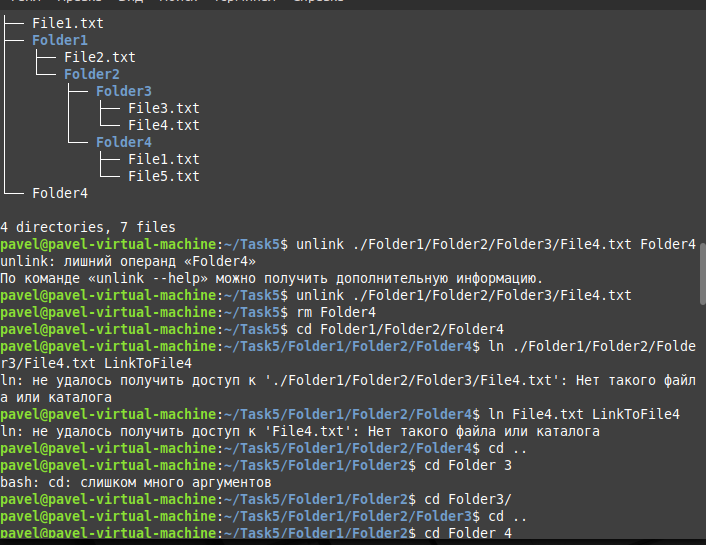 Правка Вид Поиск Терминал Справка
├── File1.txt
├── Folder1
│   ├── File2.txt
│   └── Folder2
│       ├── Folder3
│       │   ├── File3.txt
│       │   └── File4.txt
│       └── Folder4
│           ├── File1.txt
│           └── File5.txt
└── Folder4
4 directories, 7 files
pavel@pavel-virtual-machine:~/Task5$ unlink ./Folder1/Folder2/Folder3/File4.txt Folder4
unlink: лишний операнд «Folder4»
По команде «unlink --help» можно получить дополнительную информацию.
pavel@pavel-virtual-machine:~/Task5$ unlink ./Folder1/Folder2/Folder3/File4.txt
pavel@pavel-virtual-machine:~/Task5$ rm Folder4
pavel@pavel-virtual-machine:~/Task5$ cd Folder1/Folder2/Folder4
pavel@pavel-virtual-machine:~/Task5/Folder1/Folder2/Folder4$ ln ./Folder1/Folder2/Folde
r3/File4.txt LinkToFile4
ln: не удалось получить доступ к './Folder1/Folder2/Folder3/File4.txt': Нет такого файл
а или каталога
pavel@pavel-virtual-machine:~/Task5/Folder1/Folder2/Folder4$ ln File4.txt LinkToFile4
ln: не удалось получить доступ к 'File4.txt': Нет такого файла или каталога
pavel@pavel-virtual-machine:~/Task5/Folder1/Folder2/Folder4$ cd ..
pavel@pavel-virtual-machine:~/Task5/Folder1/Folder2$ cd Folder 3
bash: cd: слишком много аргументов
pavel@pavel-virtual-machine:~/Task5/Folder1/Folder2$ cd Folder3/
pavel@pavel-virtual-machine:~/Task5/Folder1/Folder2/Folder3$ cd ..
pavel@pavel-virtual-machine:~/Task5/Folder1/Folder2$ cd Folder 4